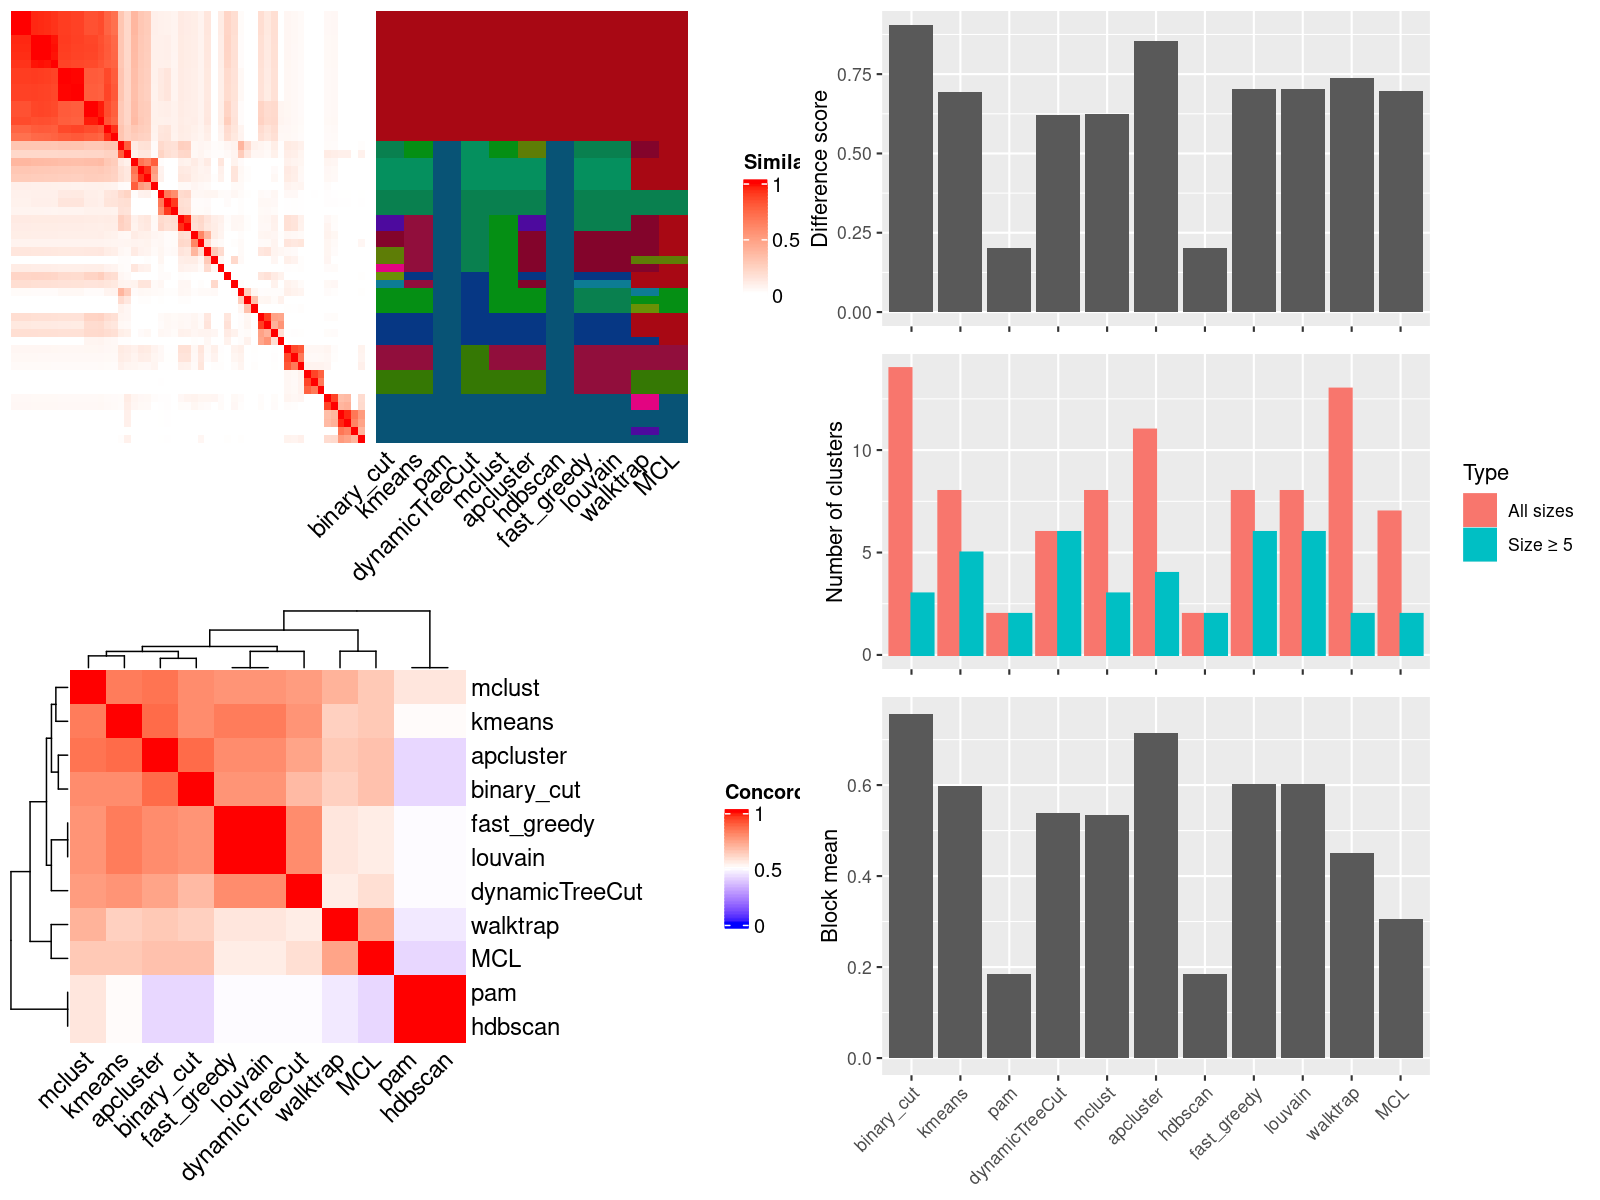 Simila
1
0.5
0
binary_cut
kmeans
pam
dynamicTreeCut
mclust
apcluster
hdbscan
fast_greedy
louvain
walktrap
MCL
mclust
kmeans
apcluster
binary_cut
fast_greedy
louvain
dynamicTreeCut
walktrap
MCL
pam
hdbscan
mclust
kmeans
apcluster
binary_cut
fast_greedy
louvain
dynamicTreeCut
walktrap
MCL
pam
hdbscan
Concord
1
0.5
0
Difference score
0.75
0.50
0.25
0.00
Number of clusters
10
5
0
Type
All sizes
Size ≥ 5
Block mean
0.6
0.4
0.2
0.0
binary_cut
kmeans
pam
dynamicTreeCut
mclust
apcluster
hdbscan
fast_greedy
louvain
walktrap
MCL